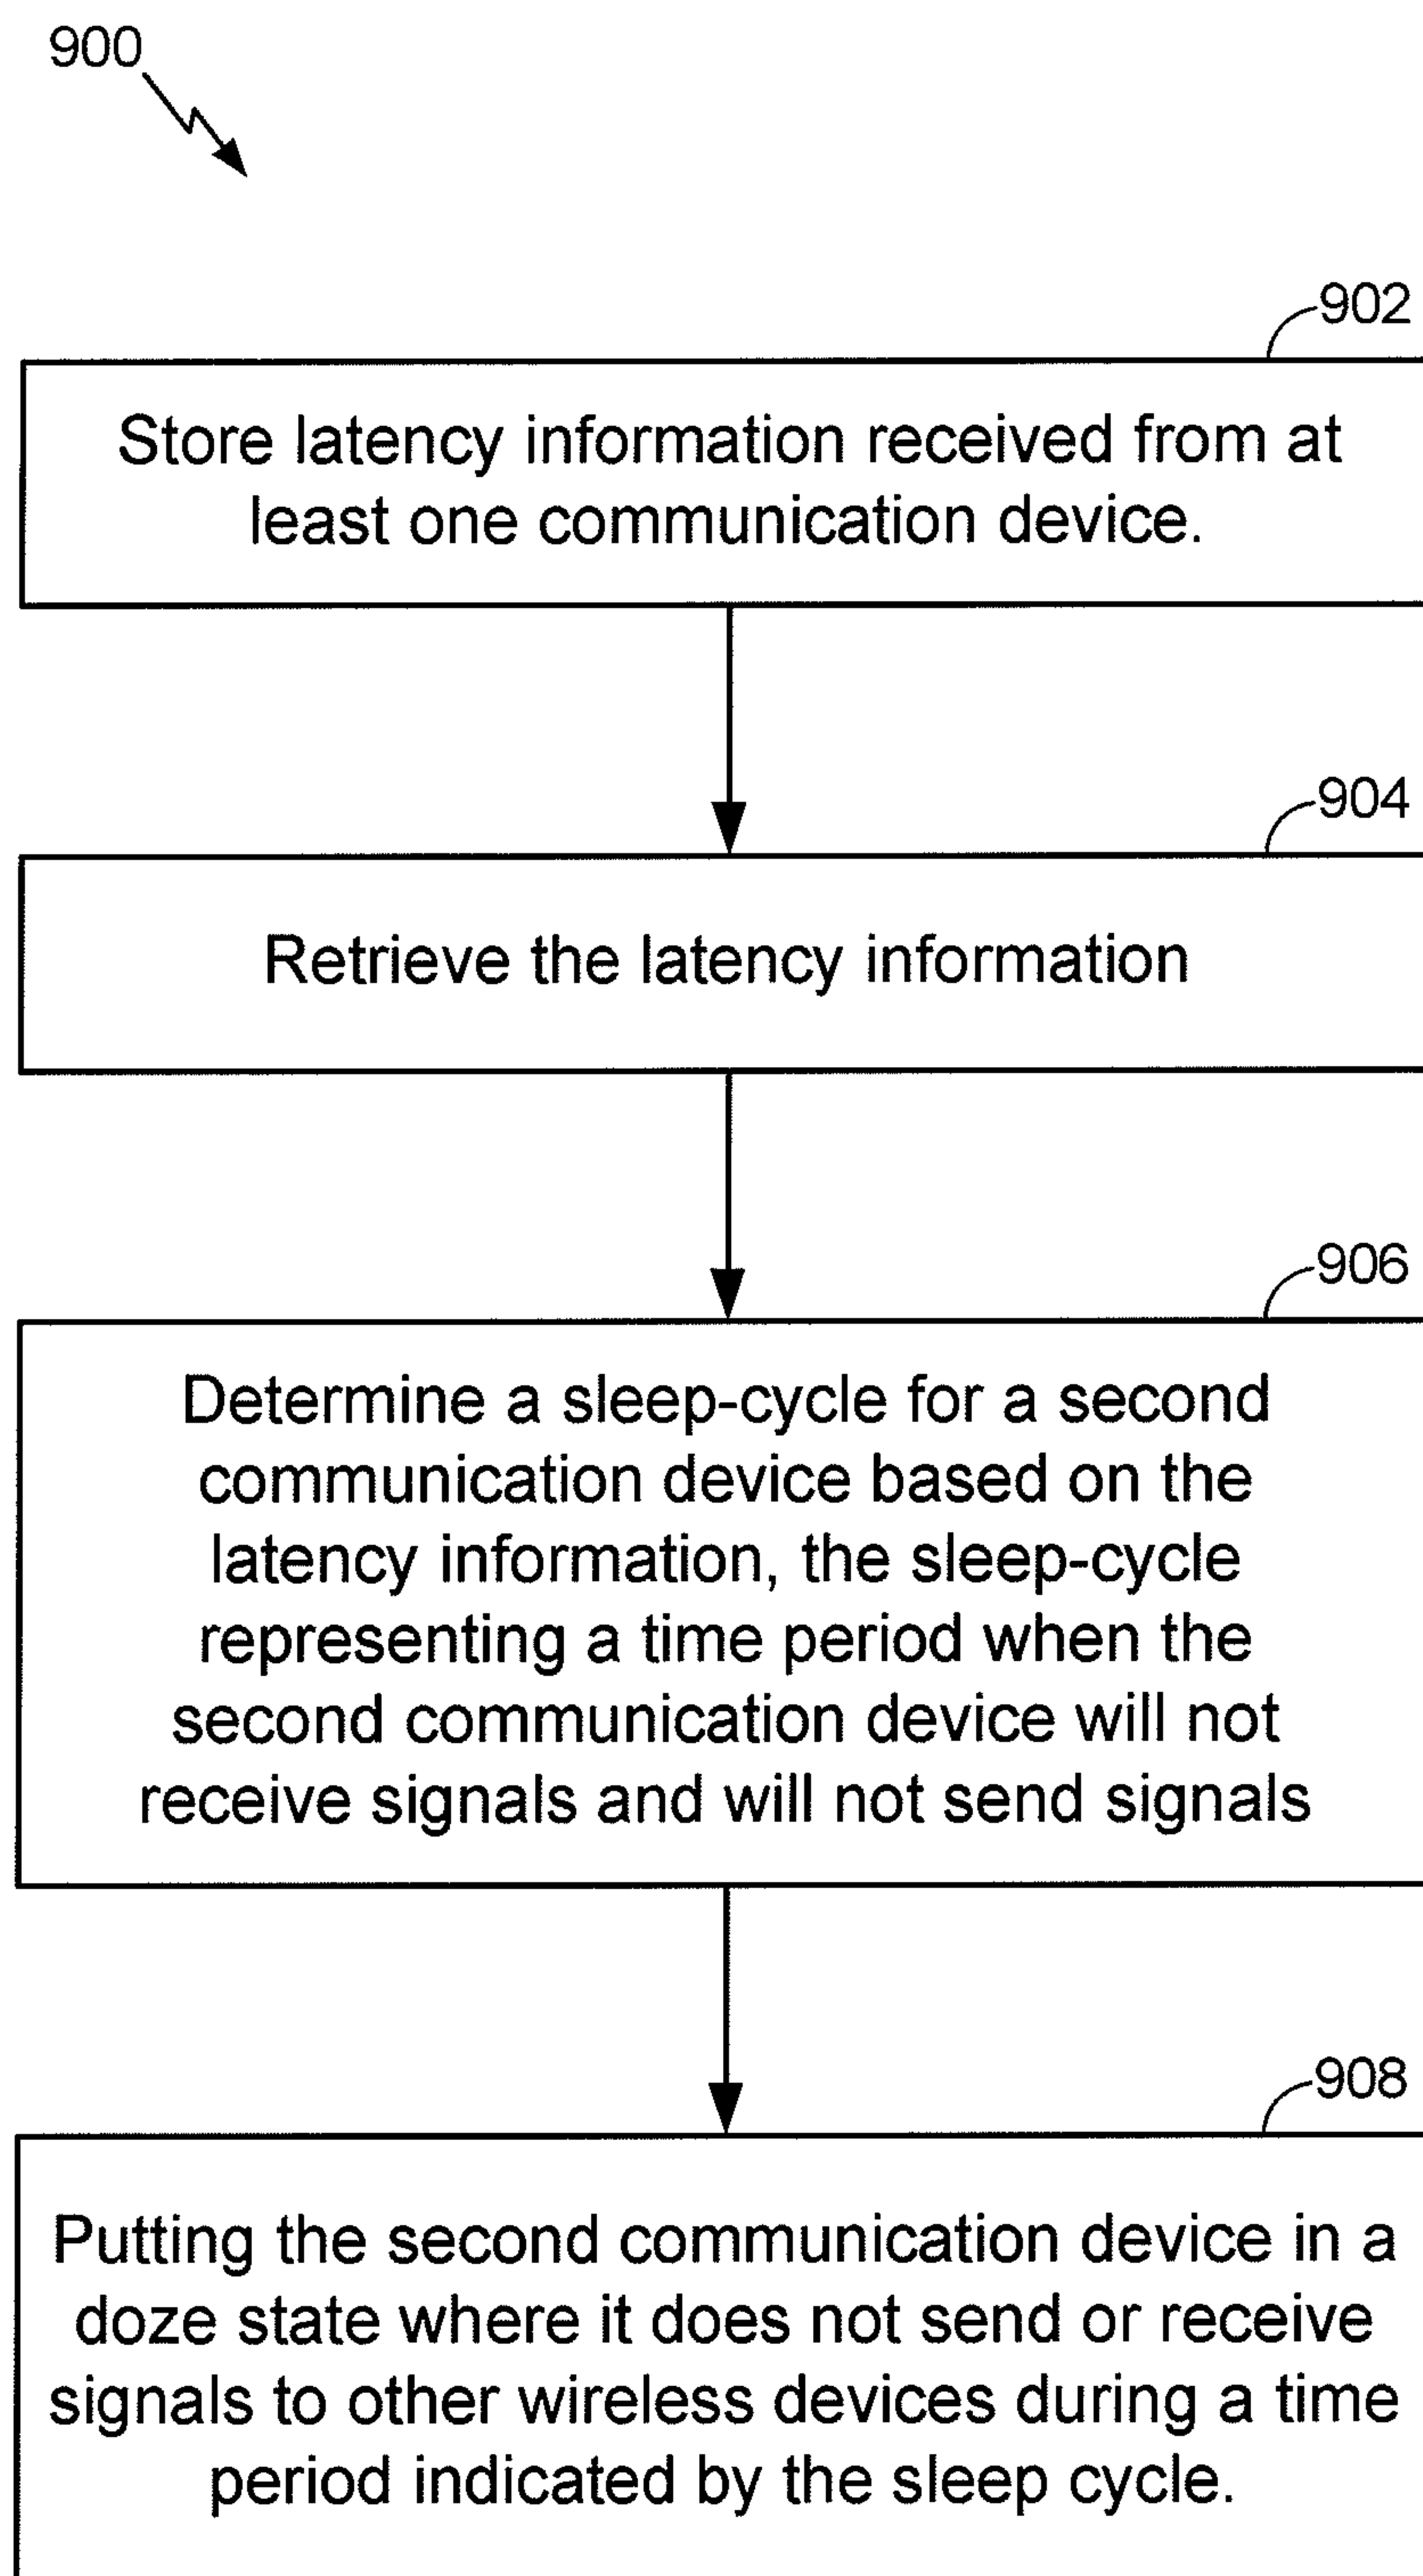 900
902
Store latency information received from at
least one communication device.
904
Retrieve the latency information
906
Determine a sleep-cycle for a second
communication device based on the
latency information, the sleep-cycle
representing a time period when the
second communication device will not
receive signals and will not send signals
908
Putting the second communication device in a
doze state where it does not send or receive
signals to other wireless devices during a time
period indicated by the sleep cycle.